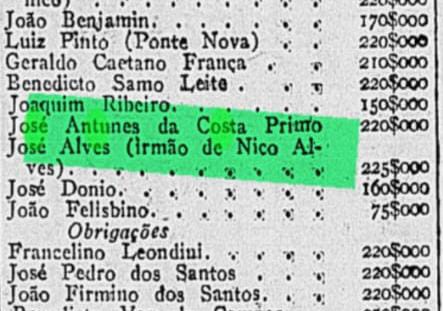 nico) . . . . . . . 220$000
João Benjamin. . . . . . 170$000
Luiz Pinto (Ponte Nova) . . 220$000
Geraldo Caetano França . . . 210$000
Benedicto Samo Leite . . . . 220$000
Joaquim Ribeiro. . . . . . 150$000
José Antunes da Costa Primo 220$000
José Alves (Irmão de Nico Al-
ves). . . . . . . . 225$000
José Donio. . . . . . . 160$000
João Felisbino. . . . . . 75$000
Obrigações
Francelino Leondini. . . . . 220$000
José Pedro dos Santos . . . 220$000
João Firmino dos Santos. . . 220$000